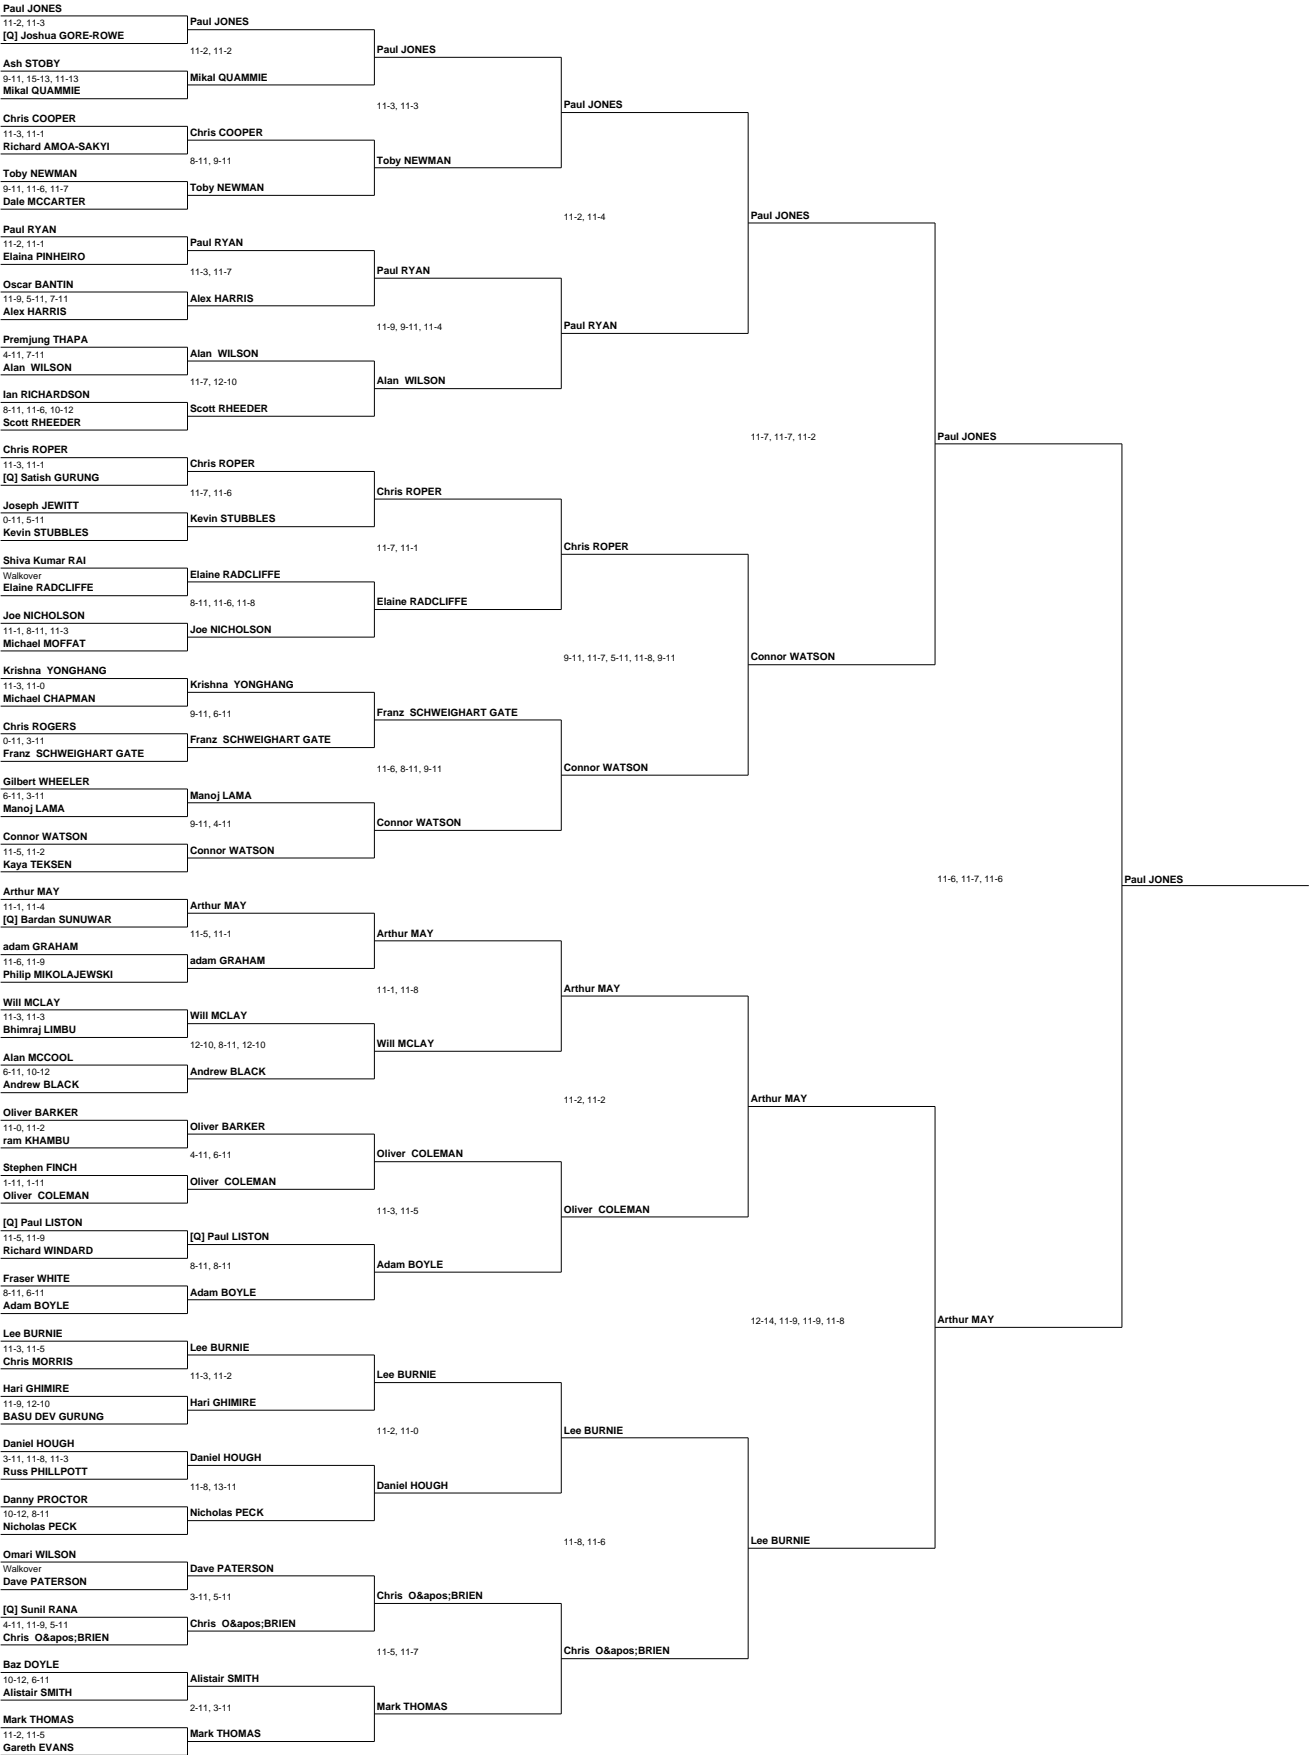 Paul JONES
11-2, 11-3
[Q] Joshua GORE-ROWE
Ash STOBY
9-11, 15-13, 11-13
Mikal QUAMMIE
Chris COOPER
11-3, 11-1
Richard AMOA-SAKYI
Toby NEWMAN
9-11, 11-6, 11-7
Dale MCCARTER
Paul RYAN
11-2, 11-1
Elaina PINHEIRO
Oscar BANTIN
11-9, 5-11, 7-11
Alex HARRIS
Premjung THAPA
4-11, 7-11
Alan WILSON
Ian RICHARDSON
8-11, 11-6, 10-12
Scott RHEEDER
Chris ROPER
11-3, 11-1
[Q] Satish GURUNG
Joseph JEWITT
0-11, 5-11
Kevin STUBBLES
Shiva Kumar RAI
Walkover
Elaine RADCLIFFE
Joe NICHOLSON
11-1, 8-11, 11-3
Michael MOFFAT
Krishna YONGHANG
11-3, 11-0
Michael CHAPMAN
Chris ROGERS
0-11, 3-11
Franz SCHWEIGHART GATE
Gilbert WHEELER
6-11, 3-11
Manoj LAMA
Connor WATSON
11-5, 11-2
Kaya TEKSEN
Arthur MAY
11-1, 11-4
[Q] Bardan SUNUWAR
adam GRAHAM
11-6, 11-9
Philip MIKOLAJEWSKI
Will MCLAY
11-3, 11-3
Bhimraj LIMBU
Alan MCCOOL
6-11, 10-12
Andrew BLACK
Oliver BARKER
11-0, 11-2
ram KHAMBU
Stephen FINCH
1-11, 1-11
Oliver COLEMAN
[Q] Paul LISTON
11-5, 11-9
Richard WINDARD
Fraser WHITE
8-11, 6-11
Adam BOYLE
Lee BURNIE
11-3, 11-5
Chris MORRIS
Hari GHIMIRE
11-9, 12-10
BASU DEV GURUNG
Daniel HOUGH
3-11, 11-8, 11-3
Russ PHILLPOTT
Danny PROCTOR
10-12, 8-11
Nicholas PECK
Omari WILSON
Walkover
Dave PATERSON
[Q] Sunil RANA
4-11, 11-9, 5-11
Chris O&apos;BRIEN
Baz DOYLE
10-12, 6-11
Alistair SMITH
Mark THOMAS
11-2, 11-5
Gareth EVANS
Paul JONES
11-2, 11-2
Mikal QUAMMIE
Chris COOPER
8-11, 9-11
Toby NEWMAN
Paul RYAN
11-3, 11-7
Alex HARRIS
Alan WILSON
11-7, 12-10
Scott RHEEDER
Chris ROPER
11-7, 11-6
Kevin STUBBLES
Elaine RADCLIFFE
8-11, 11-6, 11-8
Joe NICHOLSON
Krishna YONGHANG
9-11, 6-11
Franz SCHWEIGHART GATE
Manoj LAMA
9-11, 4-11
Connor WATSON
Arthur MAY
11-5, 11-1
adam GRAHAM
Will MCLAY
12-10, 8-11, 12-10
Andrew BLACK
Oliver BARKER
4-11, 6-11
Oliver COLEMAN
[Q] Paul LISTON
8-11, 8-11
Adam BOYLE
Lee BURNIE
11-3, 11-2
Hari GHIMIRE
Daniel HOUGH
11-8, 13-11
Nicholas PECK
Dave PATERSON
3-11, 5-11
Chris O&apos;BRIEN
Alistair SMITH
2-11, 3-11
Mark THOMAS
Paul JONES
11-3, 11-3
Toby NEWMAN
Paul RYAN
11-9, 9-11, 11-4
Alan WILSON
Chris ROPER
11-7, 11-1
Elaine RADCLIFFE
Franz SCHWEIGHART GATE
11-6, 8-11, 9-11
Connor WATSON
Arthur MAY
11-1, 11-8
Will MCLAY
Oliver COLEMAN
11-3, 11-5
Adam BOYLE
Lee BURNIE
11-2, 11-0
Daniel HOUGH
Chris O&apos;BRIEN
11-5, 11-7
Mark THOMAS
Paul JONES
11-2, 11-4
Paul RYAN
Chris ROPER
9-11, 11-7, 5-11, 11-8, 9-11
Connor WATSON
Arthur MAY
11-2, 11-2
Oliver COLEMAN
Lee BURNIE
11-8, 11-6
Chris O&apos;BRIEN
Paul JONES
11-7, 11-7, 11-2
Connor WATSON
Arthur MAY
12-14, 11-9, 11-9, 11-8
Lee BURNIE
Paul JONES
11-6, 11-7, 11-6
Arthur MAY
Paul JONES